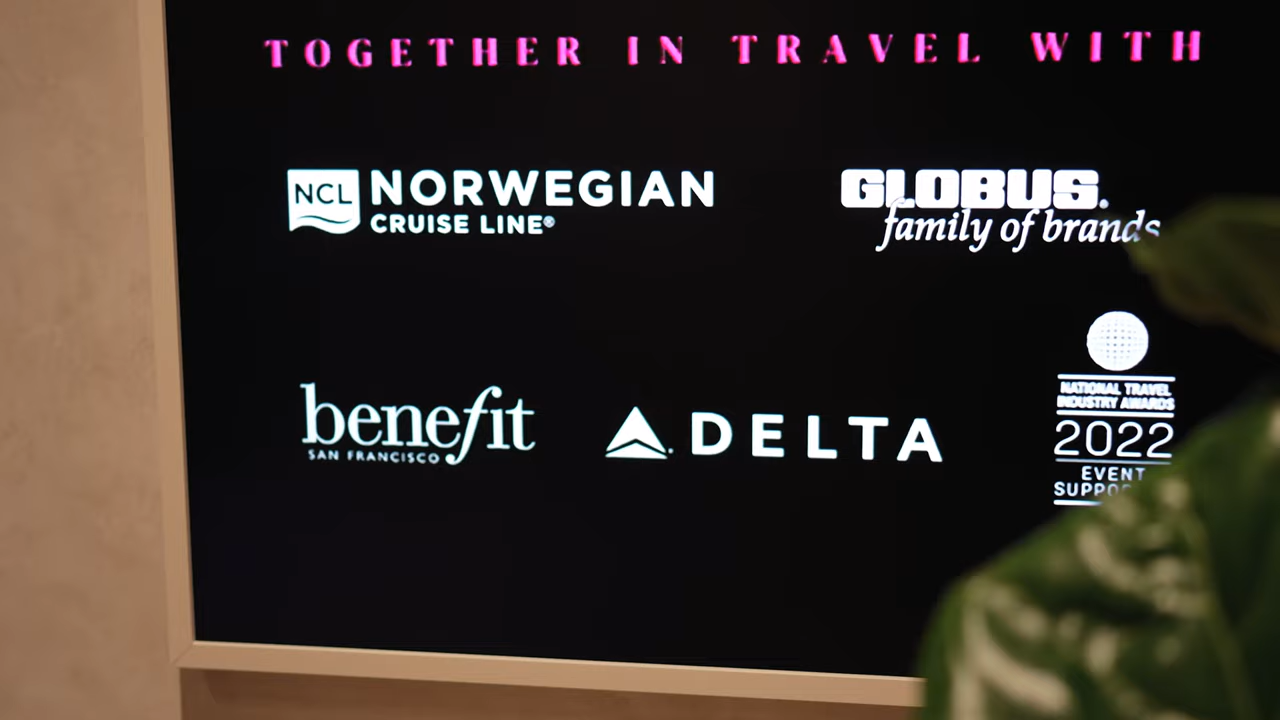 TOGETHER IN TRAVEL WITH
NCL NORWEGIAN
CRUISE LINE®
GLOBUS.
family of brands
benefit
SAN FRANCISCO
DELTA
NATIONAL TRAVEL
INDUSTRY AWARDS
2022
EVENT